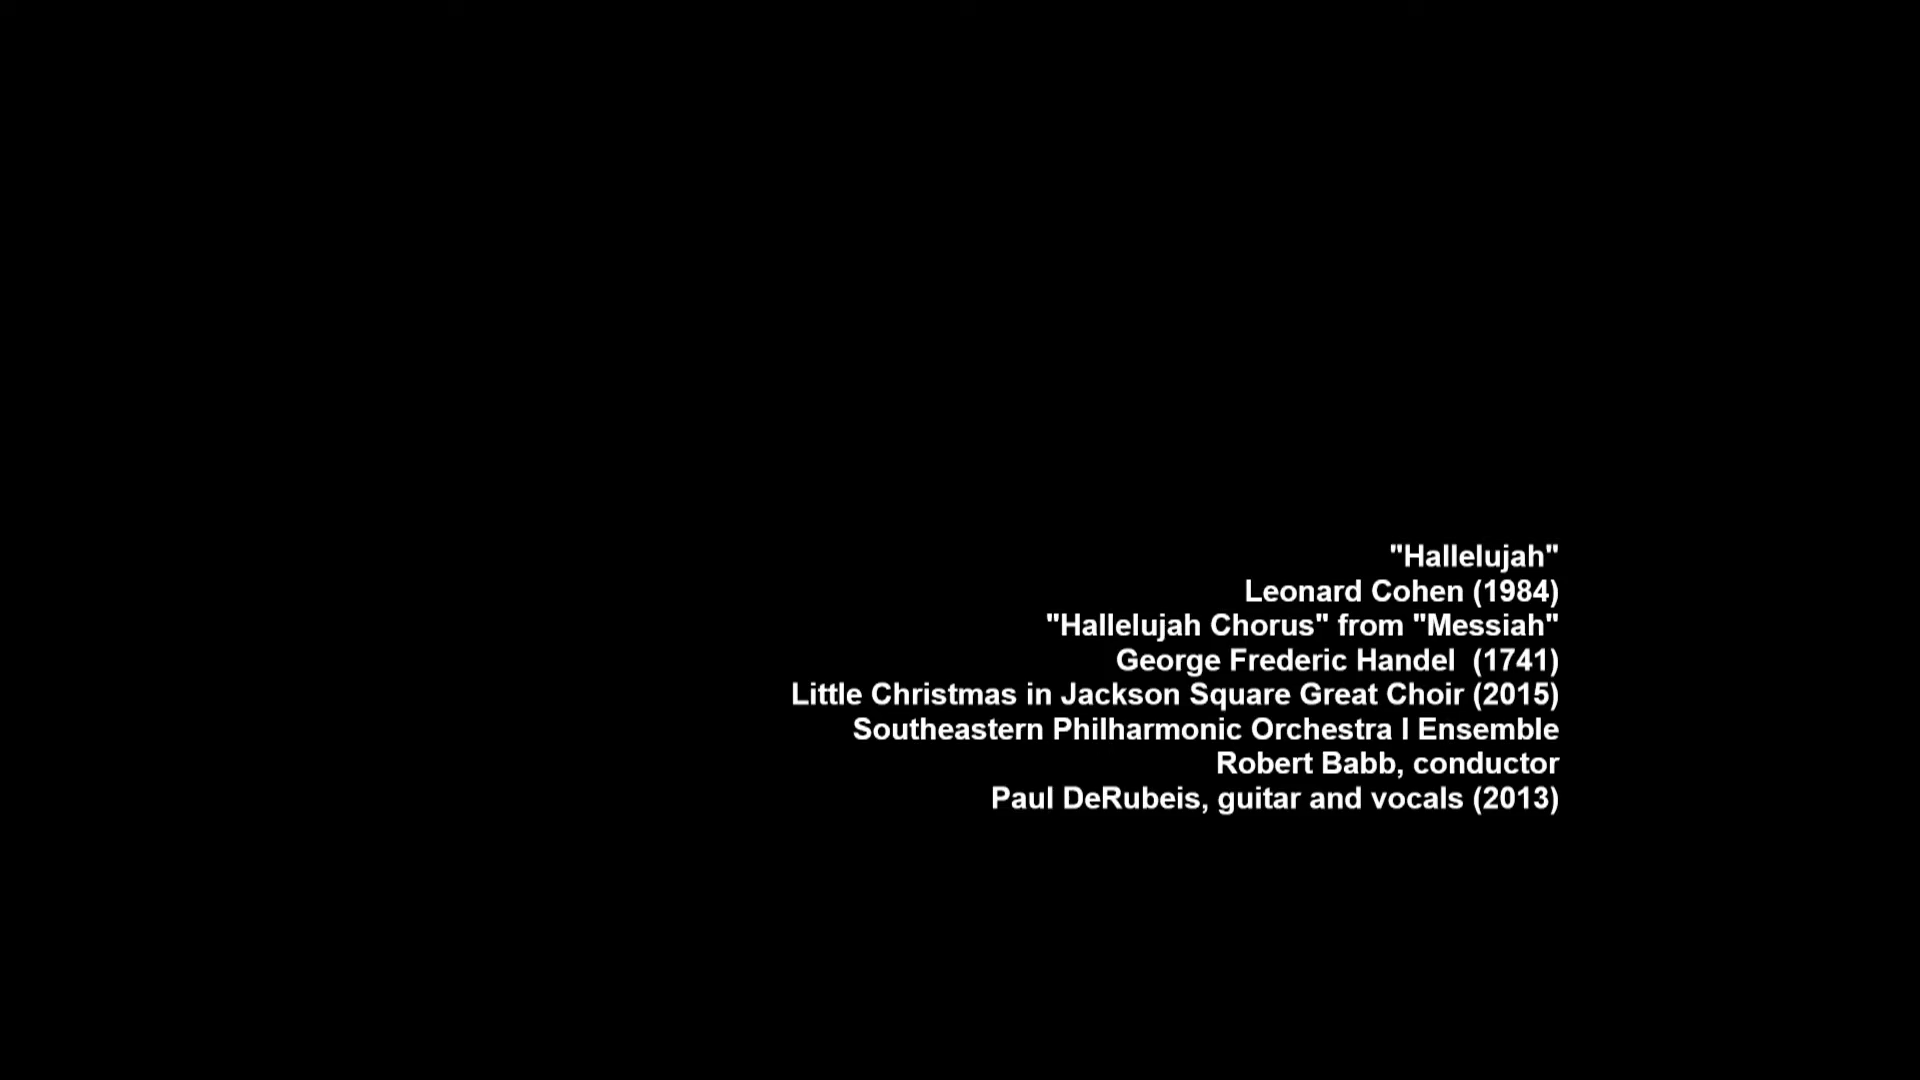 "Hallelujah"
Leonard Cohen (1984)
"Hallelujah Chorus" from "Messiah"
George Frederic Handel  (1741)
Little Christmas in Jackson Square Great Choir (2015)
Southeastern Philharmonic Orchestra I Ensemble
Robert Babb, conductor
Paul DeRubeis, guitar and vocals (2013)